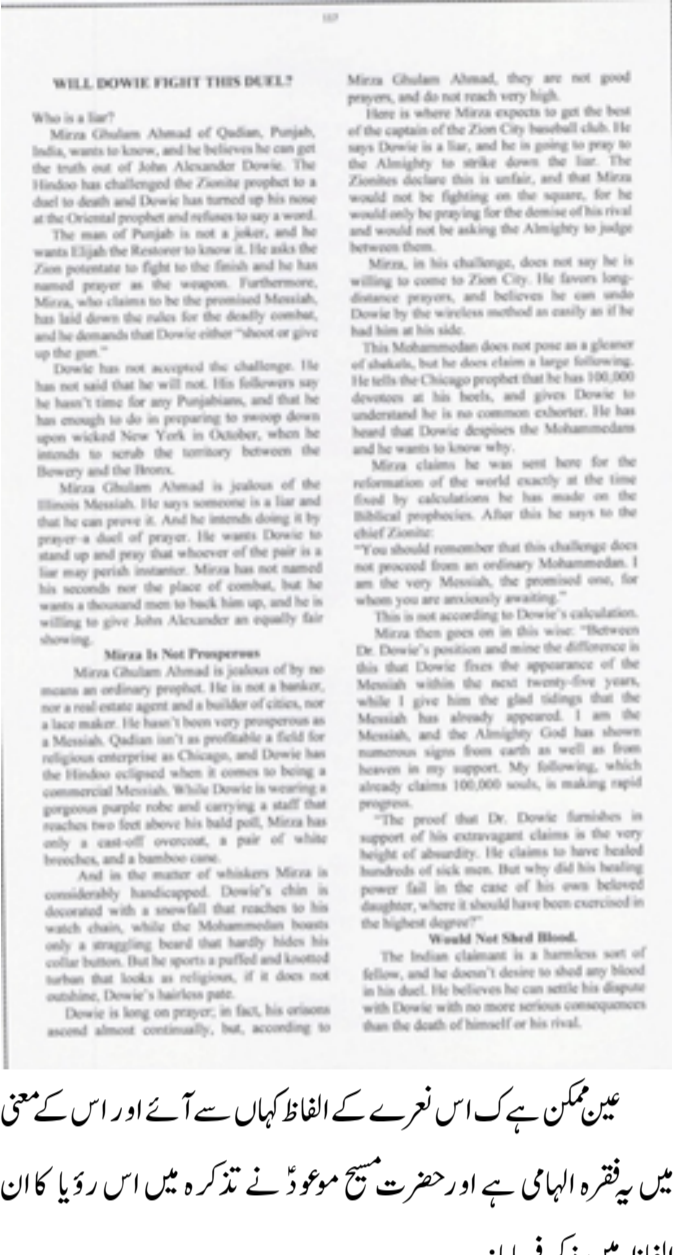 WILL DOWIE FIGHT THIS DUEL?
Who is a liar?
Mirza Ghulam Ahmad of Qadian, Punjab,
India, wants to know, and he believes he can get
the truth out of John Alexander Dowie. The
Hindoo has challenged the Zionite prophet to a
duel to death and Dowie has turned up his nose
at the Oriental prophet and refuses to say a word.
The man of Punjab is not a joker, and he
wants Elijah the Restorer to know it. He asks the
Zion potentate to fight to the finish and he has
named prayer as the weapon. Furthermore,
Mirza, who claims to be the promised Messiah,
has laid down the rules for the deadly combat,
and he demands that Dowie either "shoot or give
up the gun."
Dowie has not accepted the challenge. He
has not said that he will not. His followers say
he hasn't time for any Punjabians, and that he
has enough to do in preparing to swoop down
upon wicked New York in October, when he
intends to scrub the territory between the
Bowery and the Bronx.
Mirza Ghulam Ahmad is jealous of the
Illinois Messiah. He says someone is a liar and
that he can prove it. And he intends doing it by
prayer-a duel of prayer. He wants Dowie to
stand up and pray that whoever of the pair is a
liar may perish instanter. Mirza has not named
his seconds nor the place of combat, but he
wants a thousand men to back him up, and he is
willing to give John Alexander an equally fair
showing.
Mirza Is Not Prosperous
Mirza Ghulam Ahmad is jealous of by no
means an ordinary prophet. He is not a banker,
nor a real estate agent and a builder of cities, nor
a lace maker. He hasn't been very prosperous as
a Messiah. Qadian isn't as profitable a field for
religious enterprise as Chicago, and Dowie has
the Hindoo eclipsed when it comes to being a
commercial Messiah. While Dowie is wearing a
gorgeous purple robe and carrying a staff that
reaches two feet above his bald poll, Mirza has
only a cast-off overcoat, a pair of white
breeches, and a bamboo cane.
And in the matter of whiskers Mirza is
considerably handicapped. Dowie's chin is
decorated with a snowfall that reaches to his
watch chain, while the Mohammedan boasts
only a straggling beard that hardly hides his
collar button. But he sports a puffed and knotted
turban that looks as religious, if it does not
outshine, Dowie's hairless pate.
Dowie is long on prayer; in fact, his orisons
ascend almost continually, but, according to
Mirza Ghulam Ahmad, they are not good
prayers, and do not reach very high.
Here is where Mirza expects to get the best
of the captain of the Zion City baseball club. He
says Dowie is a liar, and he is going to pray to
the Almighty to strike down the liar. The
Zionites declare this is unfair, and that Mirza
would not be fighting on the square, for he
would only be praying for the demise of his rival
and would not be asking the Almighty to judge
between them.
Mirza, in his challenge, does not say he is
willing to come to Zion City. He favors long-
distance prayers, and believes he can undo
Dowie by the wireless method as easily as if he
had him at his side.
This Mohammedan does not pose as a gleaner
of shekels, but he does claim a large following.
He tells the Chicago prophet that he has 100,000
devotees at his heels, and gives Dowie to
understand he is no common exhorter. He has
heard that Dowie despises the Mohammedans
and he wants to know why.
Mirza claims he was sent here for the
reformation of the world exactly at the time
fixed by calculations he has made on the
Biblical prophecies. After this he says to the
chief Zionite:
"You should remember that this challenge does
not proceed from an ordinary Mohammedan. I
am the very Messiah, the promised one, for
whom you are anxiously awaiting."
This is not according to Dowie's calculation.
Mirza then goes on in this wise: "Between
Dr. Dowie's position and mine the difference is
this that Dowie fixes the appearance of the
Messiah within the next twenty-five years,
while I give him the glad tidings that the
Messiah has already appeared. I am the
Messiah, and the Almighty God has shown
numerous signs from earth as well as from
heaven in my support. My following, which
already claims 100,000 souls, is making rapid
progress.
"The proof that Dr. Dowie furnishes in
support of his extravagant claims is the very
height of absurdity. He claims to have healed
hundreds of sick men. But why did his healing
power fail in the case of his own beloved
daughter, where it should have been exercised in
the highest degree?"
Would Not Shed Blood.
The Indian claimant is a harmless sort of
fellow, and he doesn't desire to shed any blood
in his duel. He believes he can settle his dispute
with Dowie with no more serious consequences
than the death of himself or his rival.
عین ممکن ہے ک اس نعرے کے الفاظ کہاں سے آئے اور اس کے معنی
میں یہ فقرہ الہامی ہے اور حضرت مسیح موعودؑ نے تذکرہ میں اس رؤیا کا ان